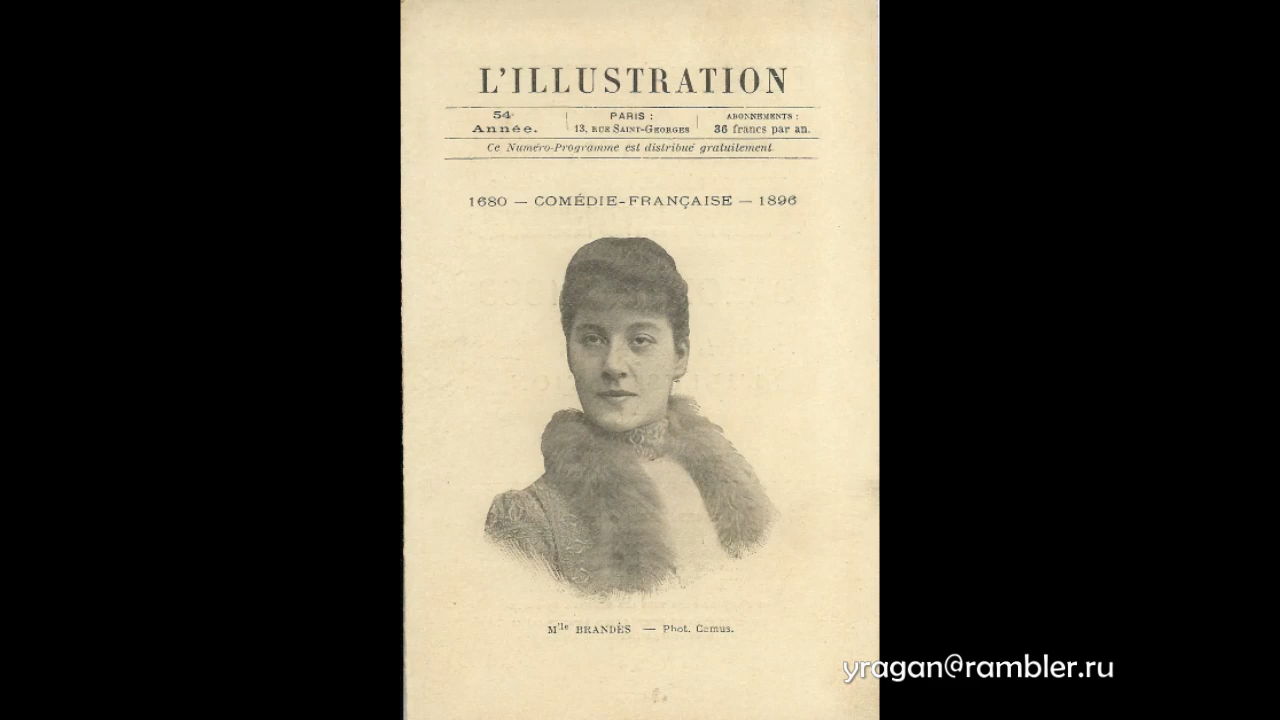 L'ILLUSTRATION
54e
Année.
PARIS :
13, RUE SAINT-GEORGES
ABONNEMENTS :
36 francs par an.
Ce Numéro-Programme est distribué gratuitement
1680 — COMÉDIE-FRANÇAISE — 1896
Mlle BRANDÈS — Phot. Camus.
yragan@rambler.ru